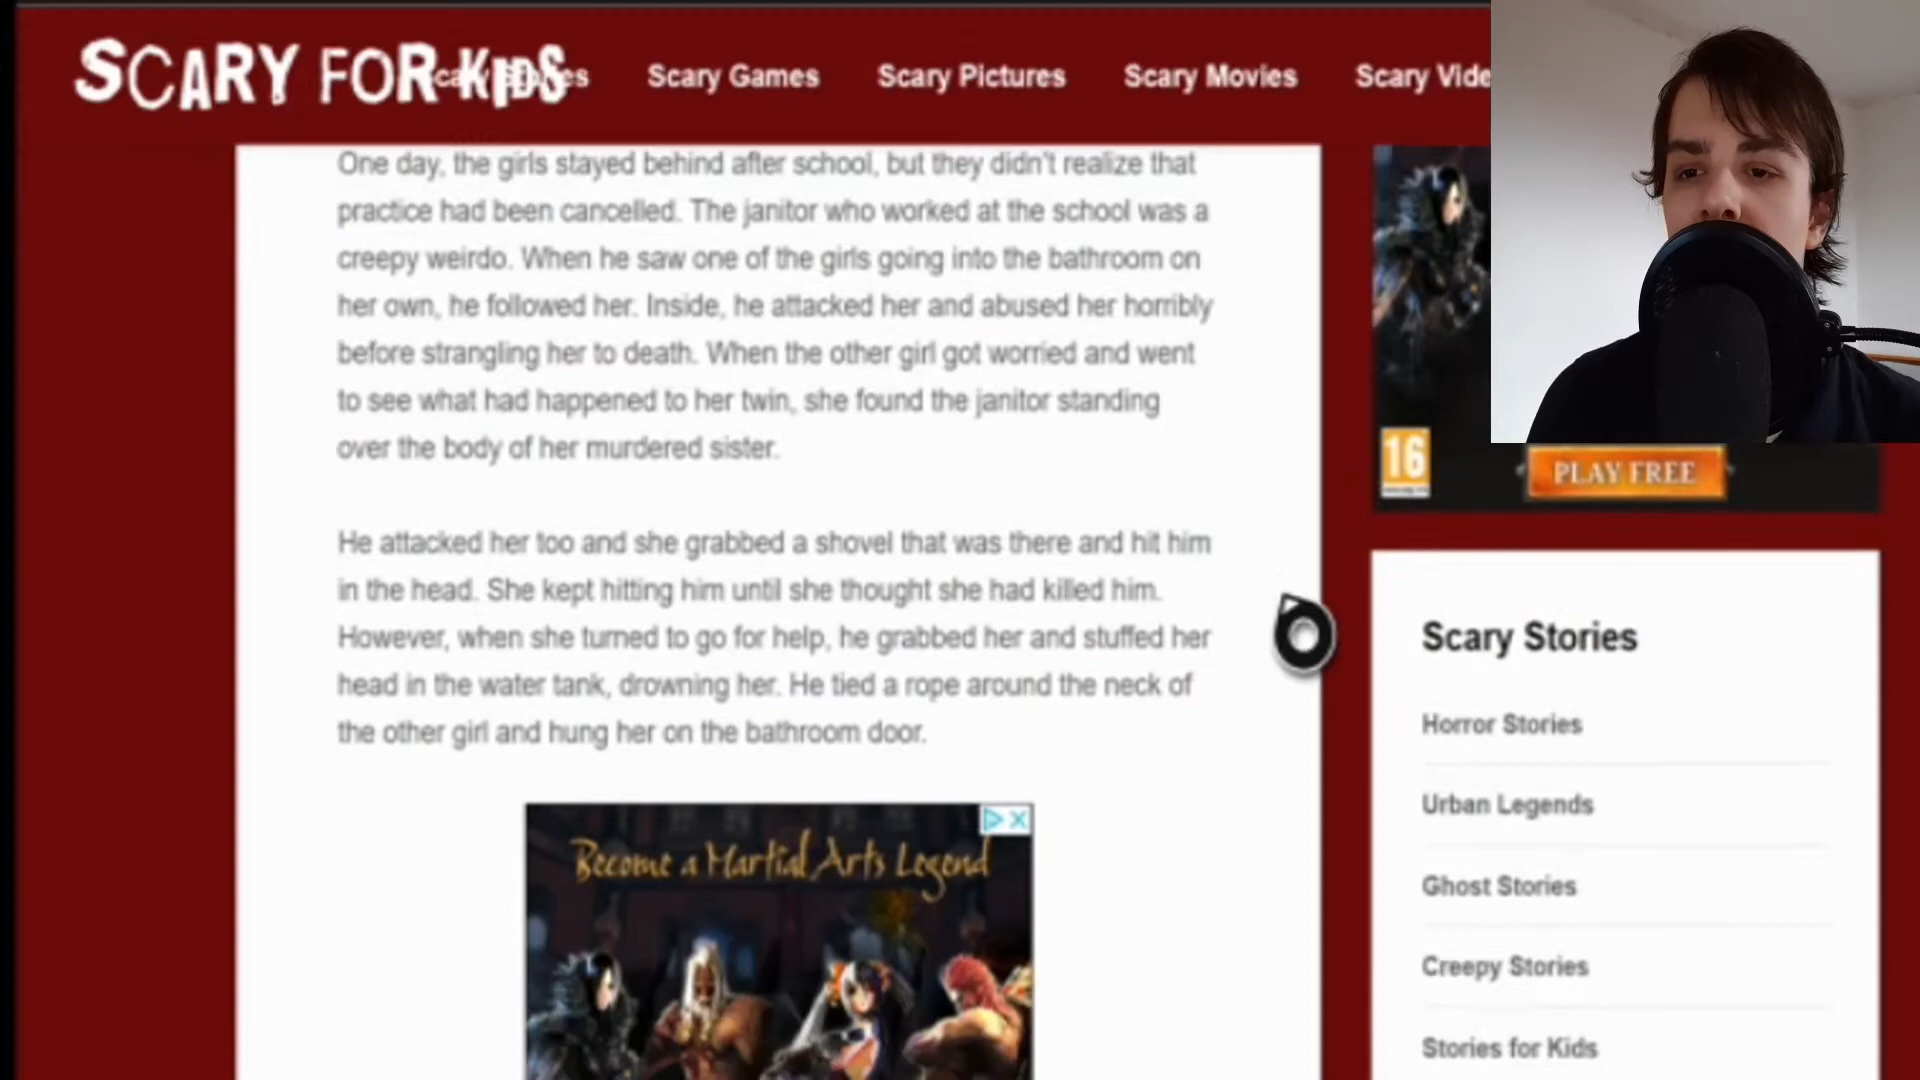 SCARY FOR KIDS
Scary Stories
Scary Games
Scary Pictures
Scary Movies
Scary Vide
One day, the girls stayed behind after school, but they didn't realize that
practice had been cancelled. The janitor who worked at the school was a
creepy weirdo. When he saw one of the girls going into the bathroom on
her own, he followed her. Inside, he attacked her and abused her horribly
before strangling her to death. When the other girl got worried and went
to see what had happened to her twin, she found the janitor standing
over the body of her murdered sister.
He attacked her too and she grabbed a shovel that was there and hit him
in the head. She kept hitting him until she thought she had killed him.
However, when she turned to go for help, he grabbed her and stuffed her
head in the water tank, drowning her. He tied a rope around the neck of
the other girl and hung her on the bathroom door.
Become a Martial Arts Legend
16
PLAY FREE
Scary Stories
Horror Stories
Urban Legends
Ghost Stories
Creepy Stories
Stories for Kids